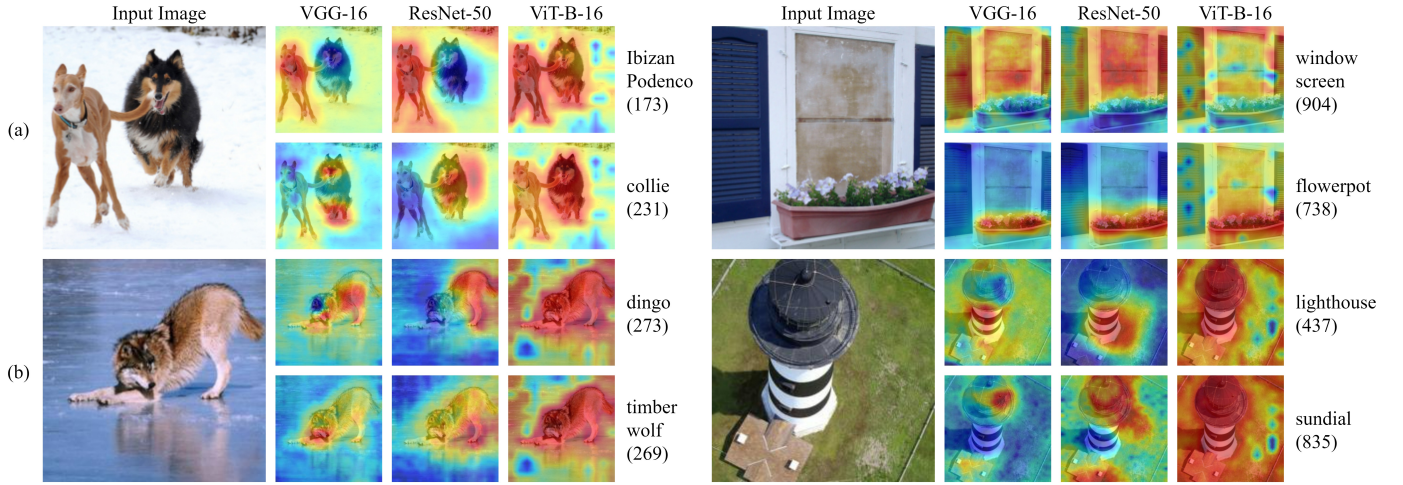 Input Image VGG-16 ResNet-50 ViT-B-16 Input Image VGG-16 ResNet-50 ViT-B-16
(a)
Ibizan
Podenco
(173)
collie
(231)
window
screen
(904)
flowerpot
(738)
(b)
dingo
(273)
timber
wolf
(269)
lighthouse
(437)
sundial
(835)